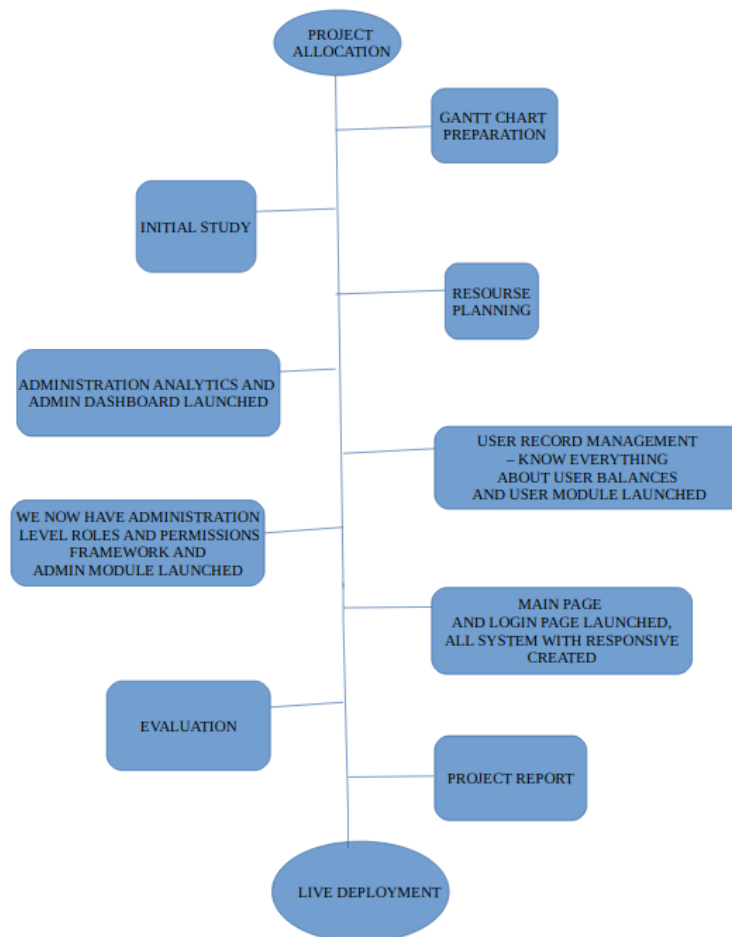 PROJECT
ALLOCATION
GANTT CHART
PREPARATION
INITIAL STUDY
RESOURSE
PLANNING
ADMINISTRATION ANALYTICS AND
ADMIN DASHBOARD LAUNCHED
USER RECORD MANAGEMENT
– KNOW EVERYTHING
ABOUT USER BALANCES
AND USER MODULE LAUNCHED
WE NOW HAVE ADMINISTRATION
LEVEL ROLES AND PERMISSIONS
FRAMEWORK AND
ADMIN MODULE LAUNCHED
MAIN PAGE
AND LOGIN PAGE LAUNCHED,
ALL SYSTEM WITH RESPONSIVE
CREATED
EVALUATION
PROJECT REPORT
LIVE DEPLOYMENT